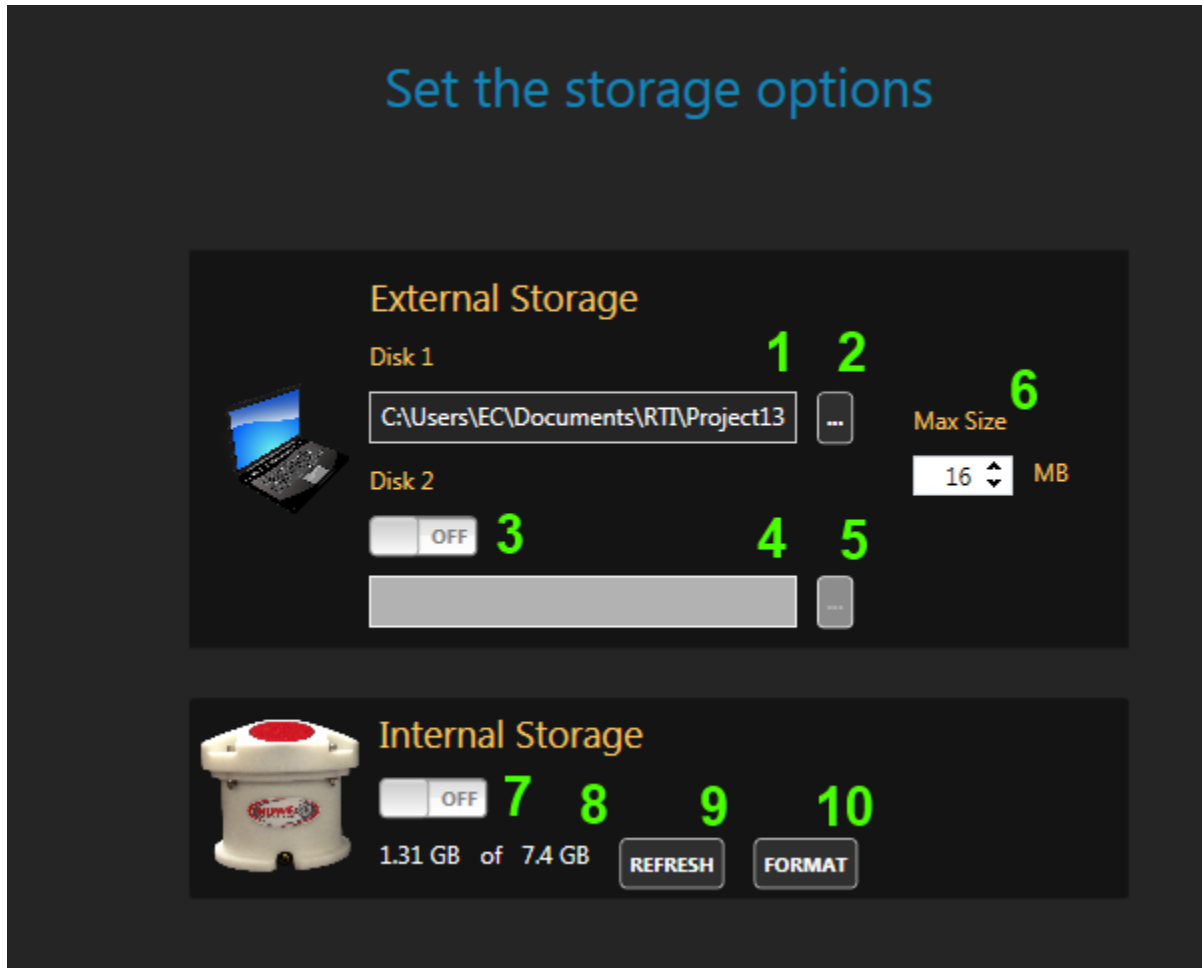 Set the storage options
External Storage
Disk 1 1 2
C:\Users\EC\Documents\RTI\Project13 ... Max Size 6
Disk 2 16 MB
OFF 3 4 5
...
Internal Storage
OFF 7 8 9 10
1.31 GB of 7.4 GB REFRESH FORMAT